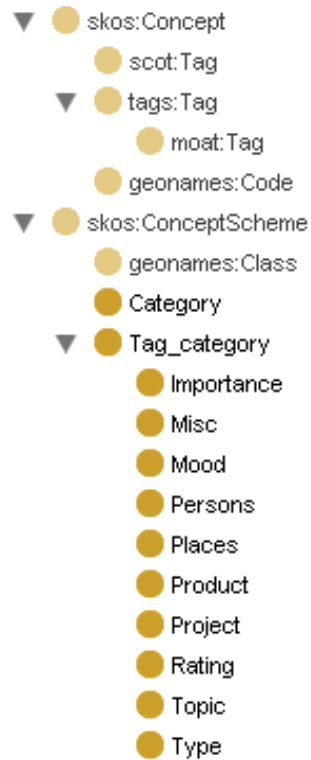 skos:Concept
scot:Tag
tags:Tag
moat:Tag
geonames:Code
skos:ConceptScheme
geonames:Class
Category
Tag_category
Importance
Misc
Mood
Persons
Places
Product
Project
Rating
Topic
Type